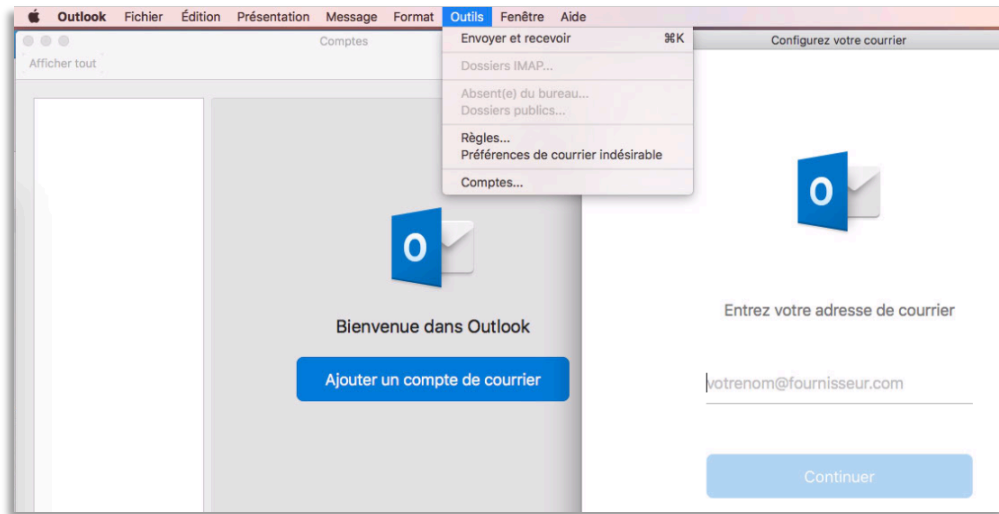 Outlook Fichier Édition Présentation Message Format Outils Fenêtre Aide
Comptes
Afficher tout
Envoyer et recevoir ⌘K
Dossiers IMAP...
Absent(e) du bureau...
Dossiers publics...
Règles...
Préférences de courrier indésirable
Comptes...
O
Bienvenue dans Outlook
Ajouter un compte de courrier
Configurez votre courrier
O
Entrez votre adresse de courrier
votrenom@fournisseur.com
Continuer